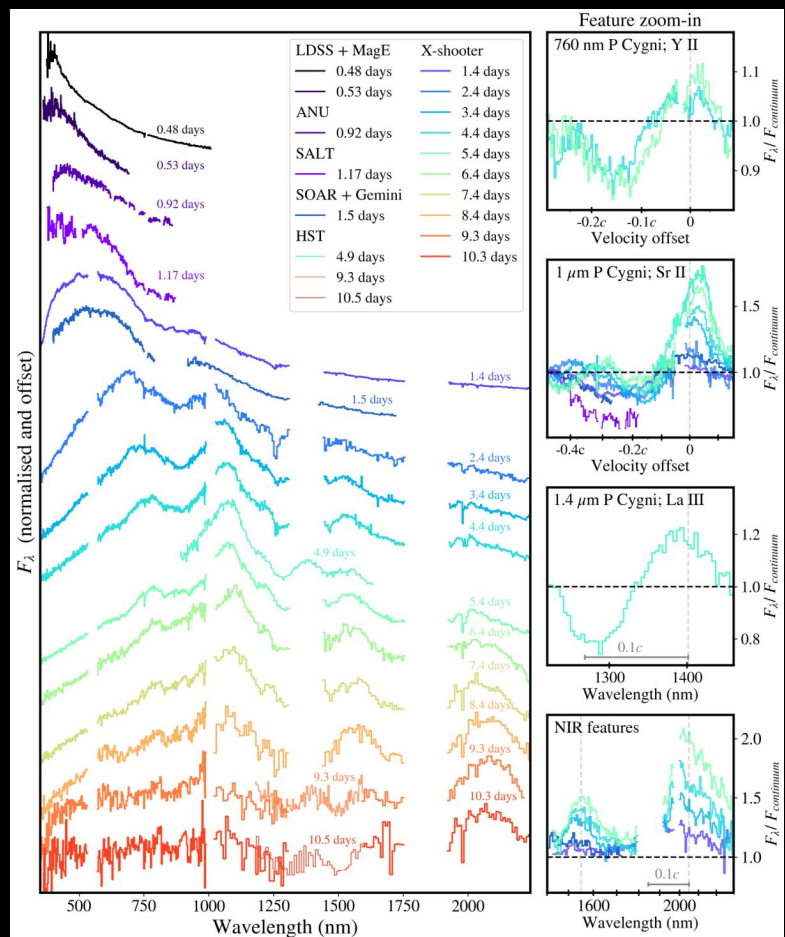 Feature zoom-in
LDSS + MagE
0.48 days
0.53 days
ANU
0.92 days
SALT
1.17 days
SOAR + Gemini
1.5 days
HST
4.9 days
9.3 days
10.5 days
X-shooter
1.4 days
2.4 days
3.4 days
4.4 days
5.4 days
6.4 days
7.4 days
8.4 days
9.3 days
10.3 days
0.48 days
0.53 days
0.92 days
1.17 days
1.4 days
1.5 days
2.4 days
3.4 days
4.4 days
4.9 days
5.4 days
6.4 days
7.4 days
8.4 days
9.3 days
9.3 days
10.3 days
10.5 days
Fλ (normalised and offset)
500 750 1000 1250 1500 1750 2000
Wavelength (nm)
760 nm P Cygni; Y II
1.1
1.0
0.9
Fλ/ Fcontinuum
-0.2c -0.1c 0
Velocity offset
1 μm P Cygni; Sr II
1.5
1.0
Fλ/ Fcontinuum
-0.4c -0.2c 0
Velocity offset
1.4 μm P Cygni; La III
1.2
1.0
0.8
Fλ/ Fcontinuum
0.1c
1300 1400
Wavelength (nm)
NIR features
2.0
1.5
1.0
Fλ/ Fcontinuum
0.1c
1600 2000
Wavelength (nm)